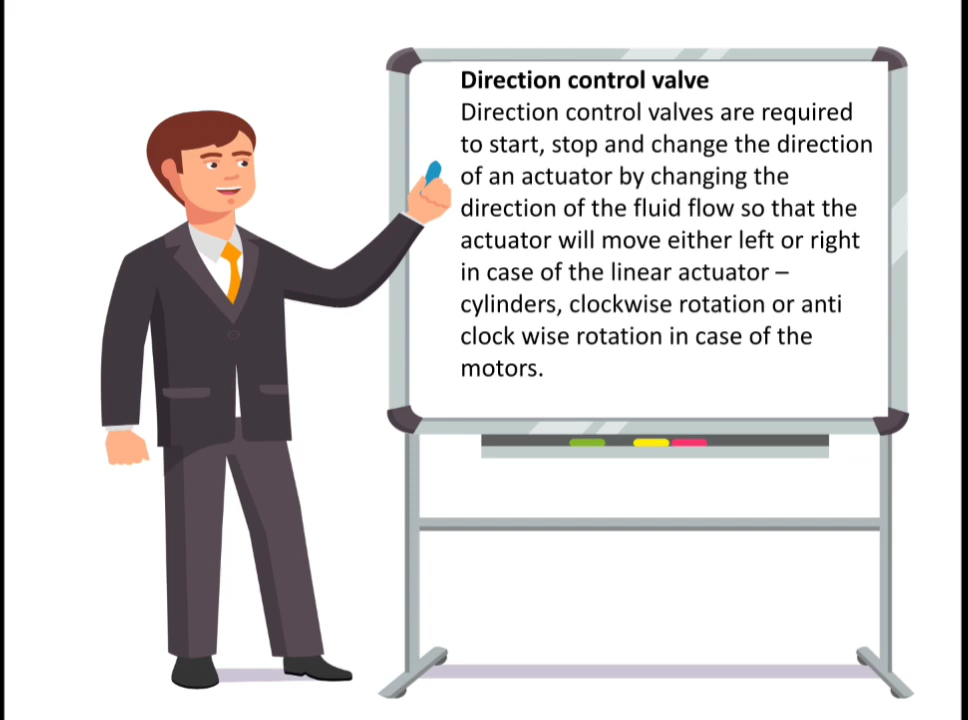 Direction control valve
Direction control valves are required
to start, stop and change the direction
of an actuator by changing the
direction of the fluid flow so that the
actuator will move either left or right
in case of the linear actuator –
cylinders, clockwise rotation or anti
clock wise rotation in case of the
motors.